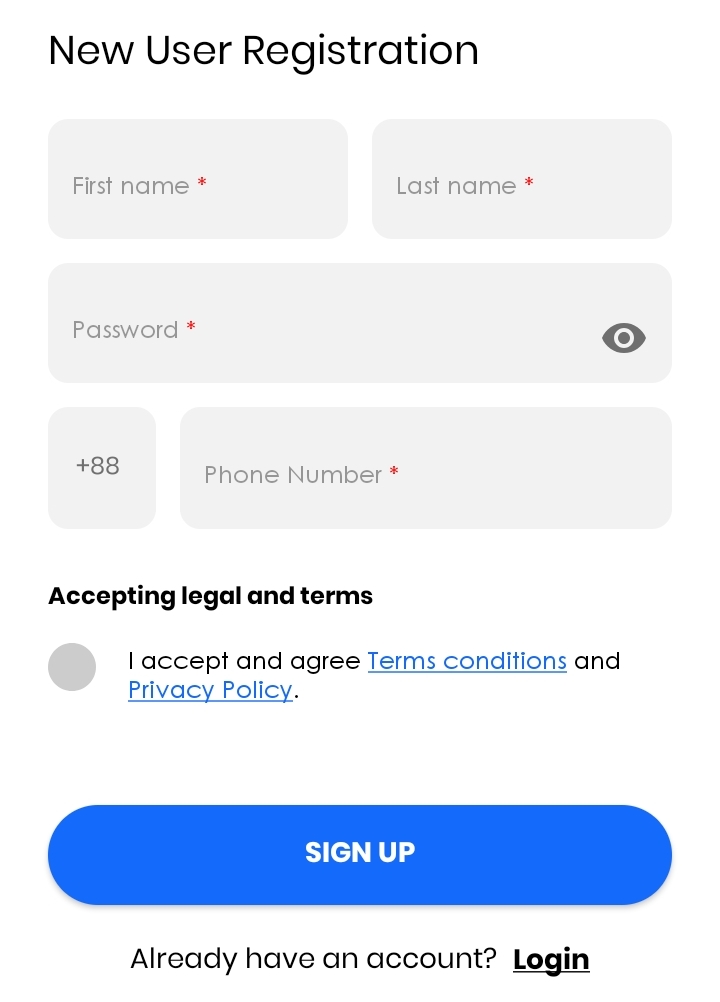 New User Registration
First name * Last name *
Password *
+88 Phone Number *
Accepting legal and terms
I accept and agree Terms conditions and
Privacy Policy.
SIGN UP
Already have an account? Login